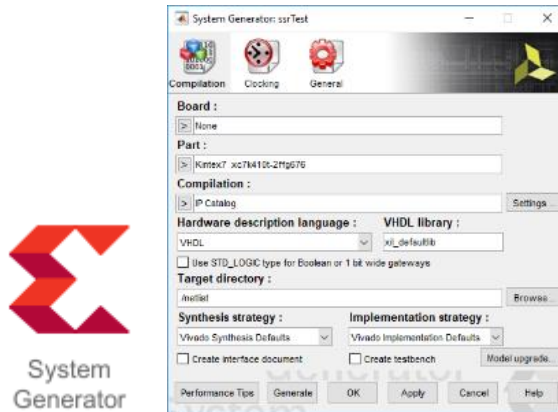 System Generator: ssrTest
Compilation Clocking General
Board :
> None
Part :
> Kintex7 xc7k410t-2ffg676
Compilation :
> IP Catalog Settings...
Hardware description language : VHDL library :
VHDL xil_defaultlib
Use STD_LOGIC type for Boolean or 1 bit wide gateways
Target directory :
./netlist Browse...
Synthesis strategy : Implementation strategy :
Vivado Synthesis Defaults Vivado Implementation Defaults
Create interface document Create testbench Model upgrade...
Performance Tips Generate OK Apply Cancel Help
System
Generator